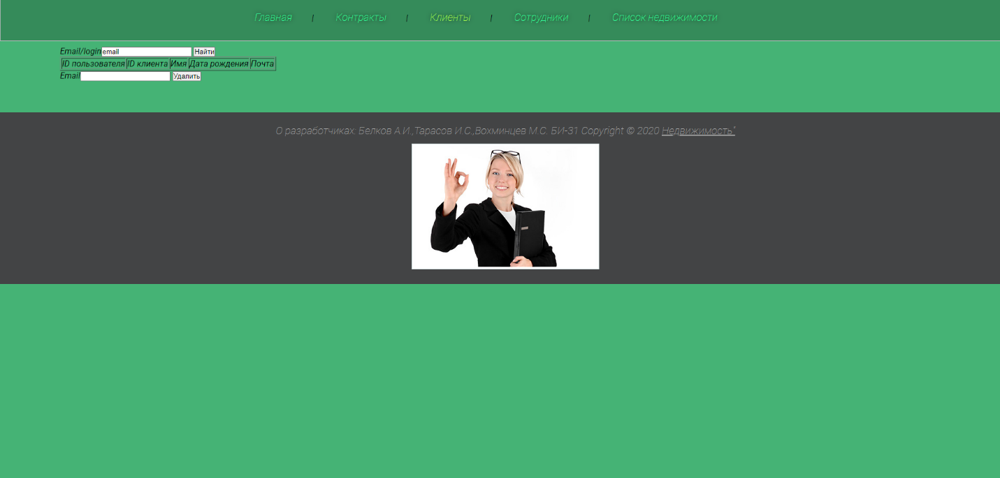 Главная | Контракты | Клиенты | Сотрудники | Список недвижимости
Email/login email Найти
ID пользователя ID клиента Имя Дата рождения Почта
Email Удалить
О разработчиках: Белков А.И.,Тарасов И.С.,Вохминцев М.С. БИ-31 Copyright © 2020 Недвижимость"